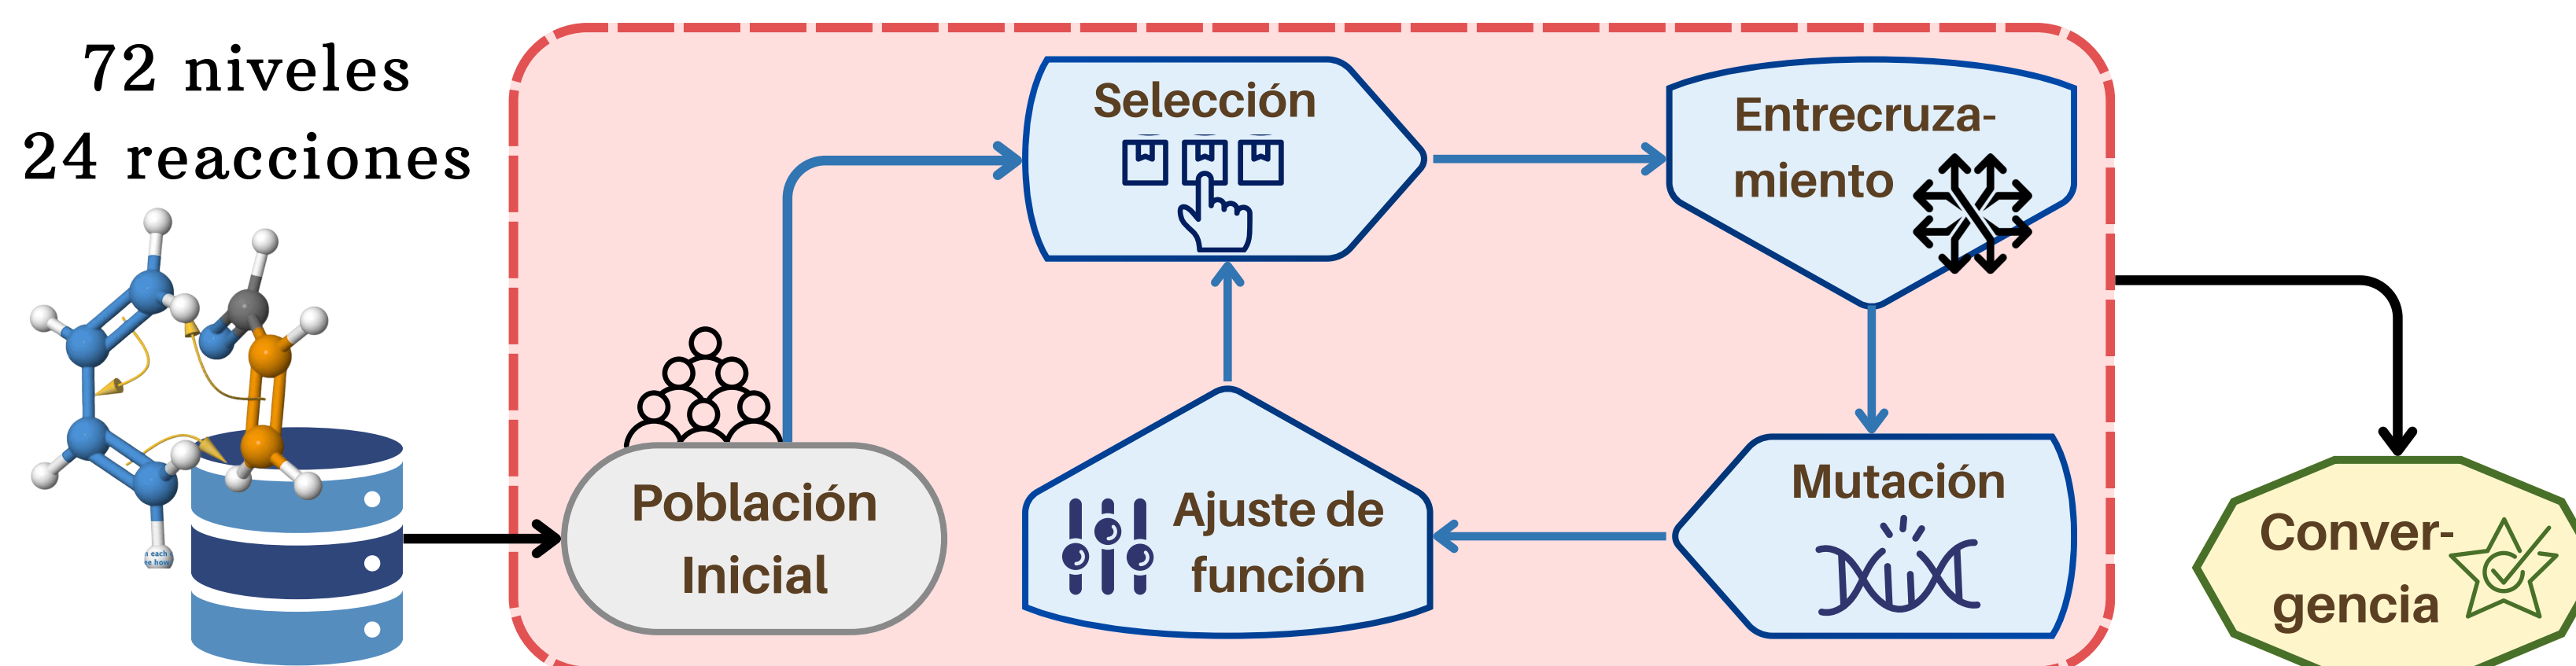 72 niveles
24 reacciones
Selección
Entrecruza-
miento
Población
Inicial
Ajuste de
función
Mutación
Conver-
gencia